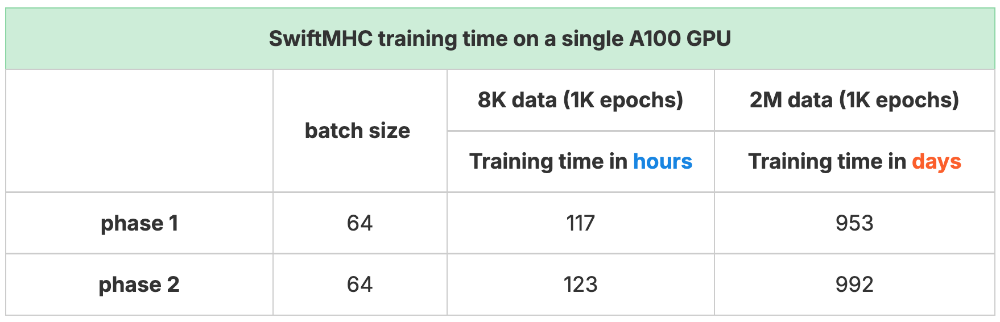 SwiftMHC training time on a single A100 GPU
batch size
8K data (1K epochs)
2M data (1K epochs)
Training time in hours
Training time in days
phase 1
64
117
953
phase 2
64
123
992